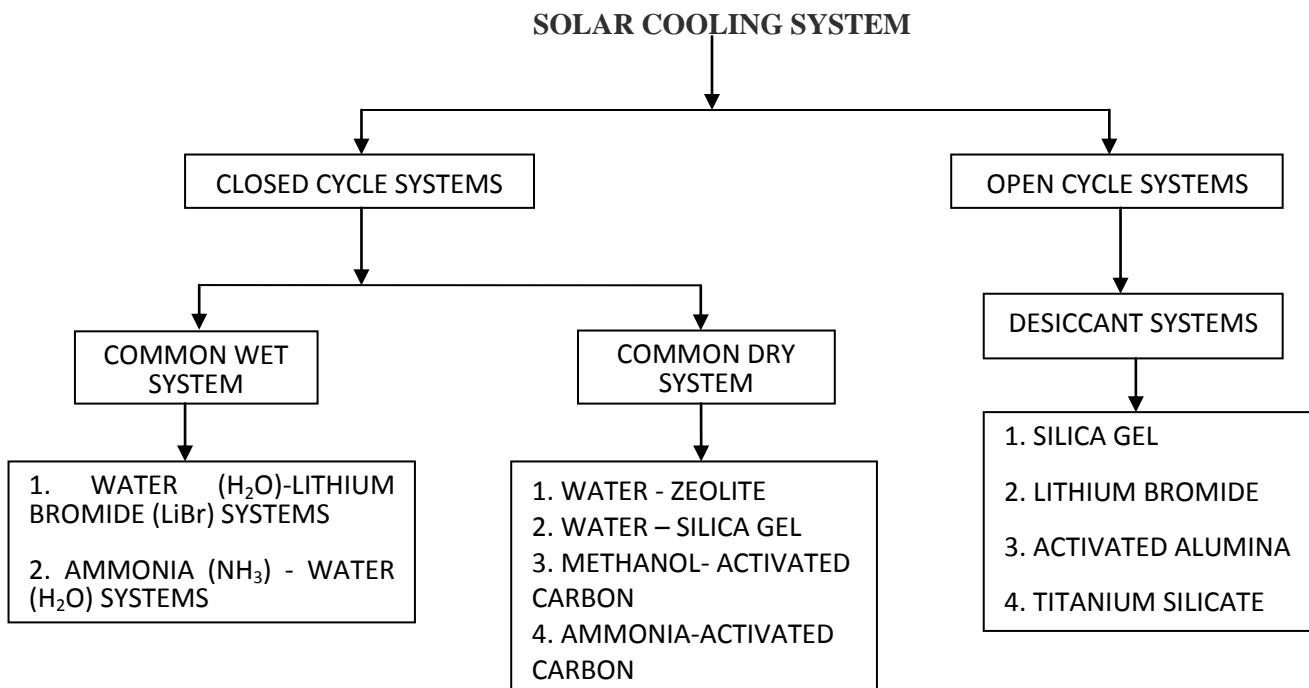 SOLAR COOLING SYSTEM
CLOSED CYCLE SYSTEMS
OPEN CYCLE SYSTEMS
COMMON WET
SYSTEM
COMMON DRY
SYSTEM
DESICCANT SYSTEMS
1. WATER (H₂O)-LITHIUM
BROMIDE (LiBr) SYSTEMS
2. AMMONIA (NH₃) - WATER
(H₂O) SYSTEMS
1. WATER - ZEOLITE
2. WATER – SILICA GEL
3. METHANOL- ACTIVATED
CARBON
4. AMMONIA-ACTIVATED
CARBON
1. SILICA GEL
2. LITHIUM BROMIDE
3. ACTIVATED ALUMINA
4. TITANIUM SILICATE